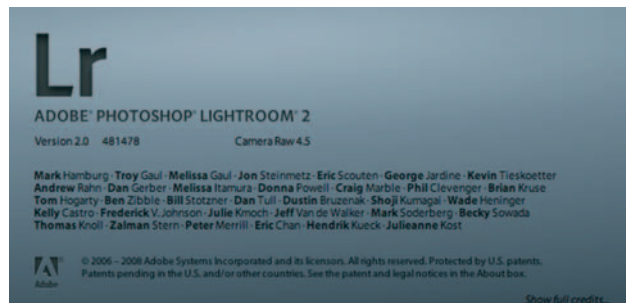 Lr
ADOBE® PHOTOSHOP® LIGHTROOM® 2
Version 2.0 481478 Camera Raw 4.5
Mark Hamburg · Troy Gaul · Melissa Gaul · Jon Steinmetz · Eric Scouten · George Jardine · Kevin Tieskoetter
Andrew Rahn · Dan Gerber · Melissa Itamura · Donna Powell · Craig Marble · Phil Clevenger · Brian Kruse
Tom Hogarty · Ben Zibble · Bill Stotzner · Dan Tull · Dustin Bruzenak · Shoji Kumagai · Wade Heninger
Kelly Castro · Frederick V. Johnson · Julie Kmoch · Jeff Van de Walker · Mark Soderberg · Becky Sowada
Thomas Knoll · Zalman Stern · Peter Merrill · Eric Chan · Hendrik Kueck · Julieanne Kost
© 2006 – 2008 Adobe Systems Incorporated and its licensors. All rights reserved. Protected by U.S. patents.
Patents pending in the U.S. and/or other countries. See the patent and legal notices in the About box.
Adobe
Show full credits...